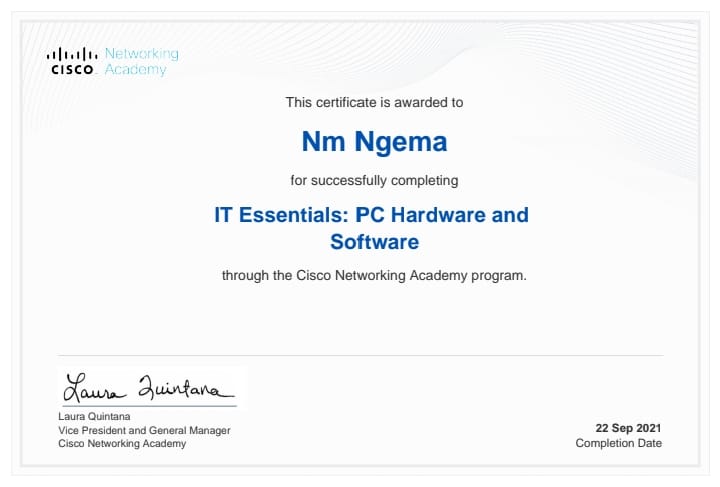 Networking
CISCO Academy
This certificate is awarded to
Nm Ngema
for successfully completing
IT Essentials: PC Hardware and
Software
through the Cisco Networking Academy program.
Laura Quintana
Laura Quintana
Vice President and General Manager
Cisco Networking Academy
22 Sep 2021
Completion Date